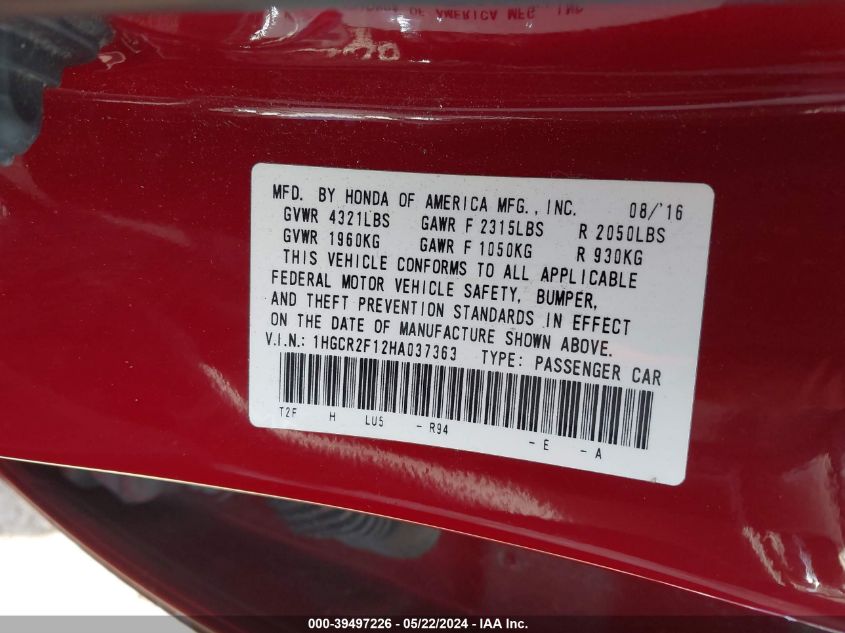 MFD. BY HONDA OF AMERICA MFG., INC. 08/'16
GVWR 4321LBS GAWR F 2315LBS R 2050LBS
GVWR 1960KG GAWR F 1050KG R 930KG
THIS VEHICLE CONFORMS TO ALL APPLICABLE
FEDERAL MOTOR VEHICLE SAFETY, BUMPER,
AND THEFT PREVENTION STANDARDS IN EFFECT
ON THE DATE OF MANUFACTURE SHOWN ABOVE.
V.I.N.: 1HGCR2F12HA037363 TYPE: PASSENGER CAR
T2F H LU5 - R94 - E - A
000-39497226 - 05/22/2024 - IAA Inc.